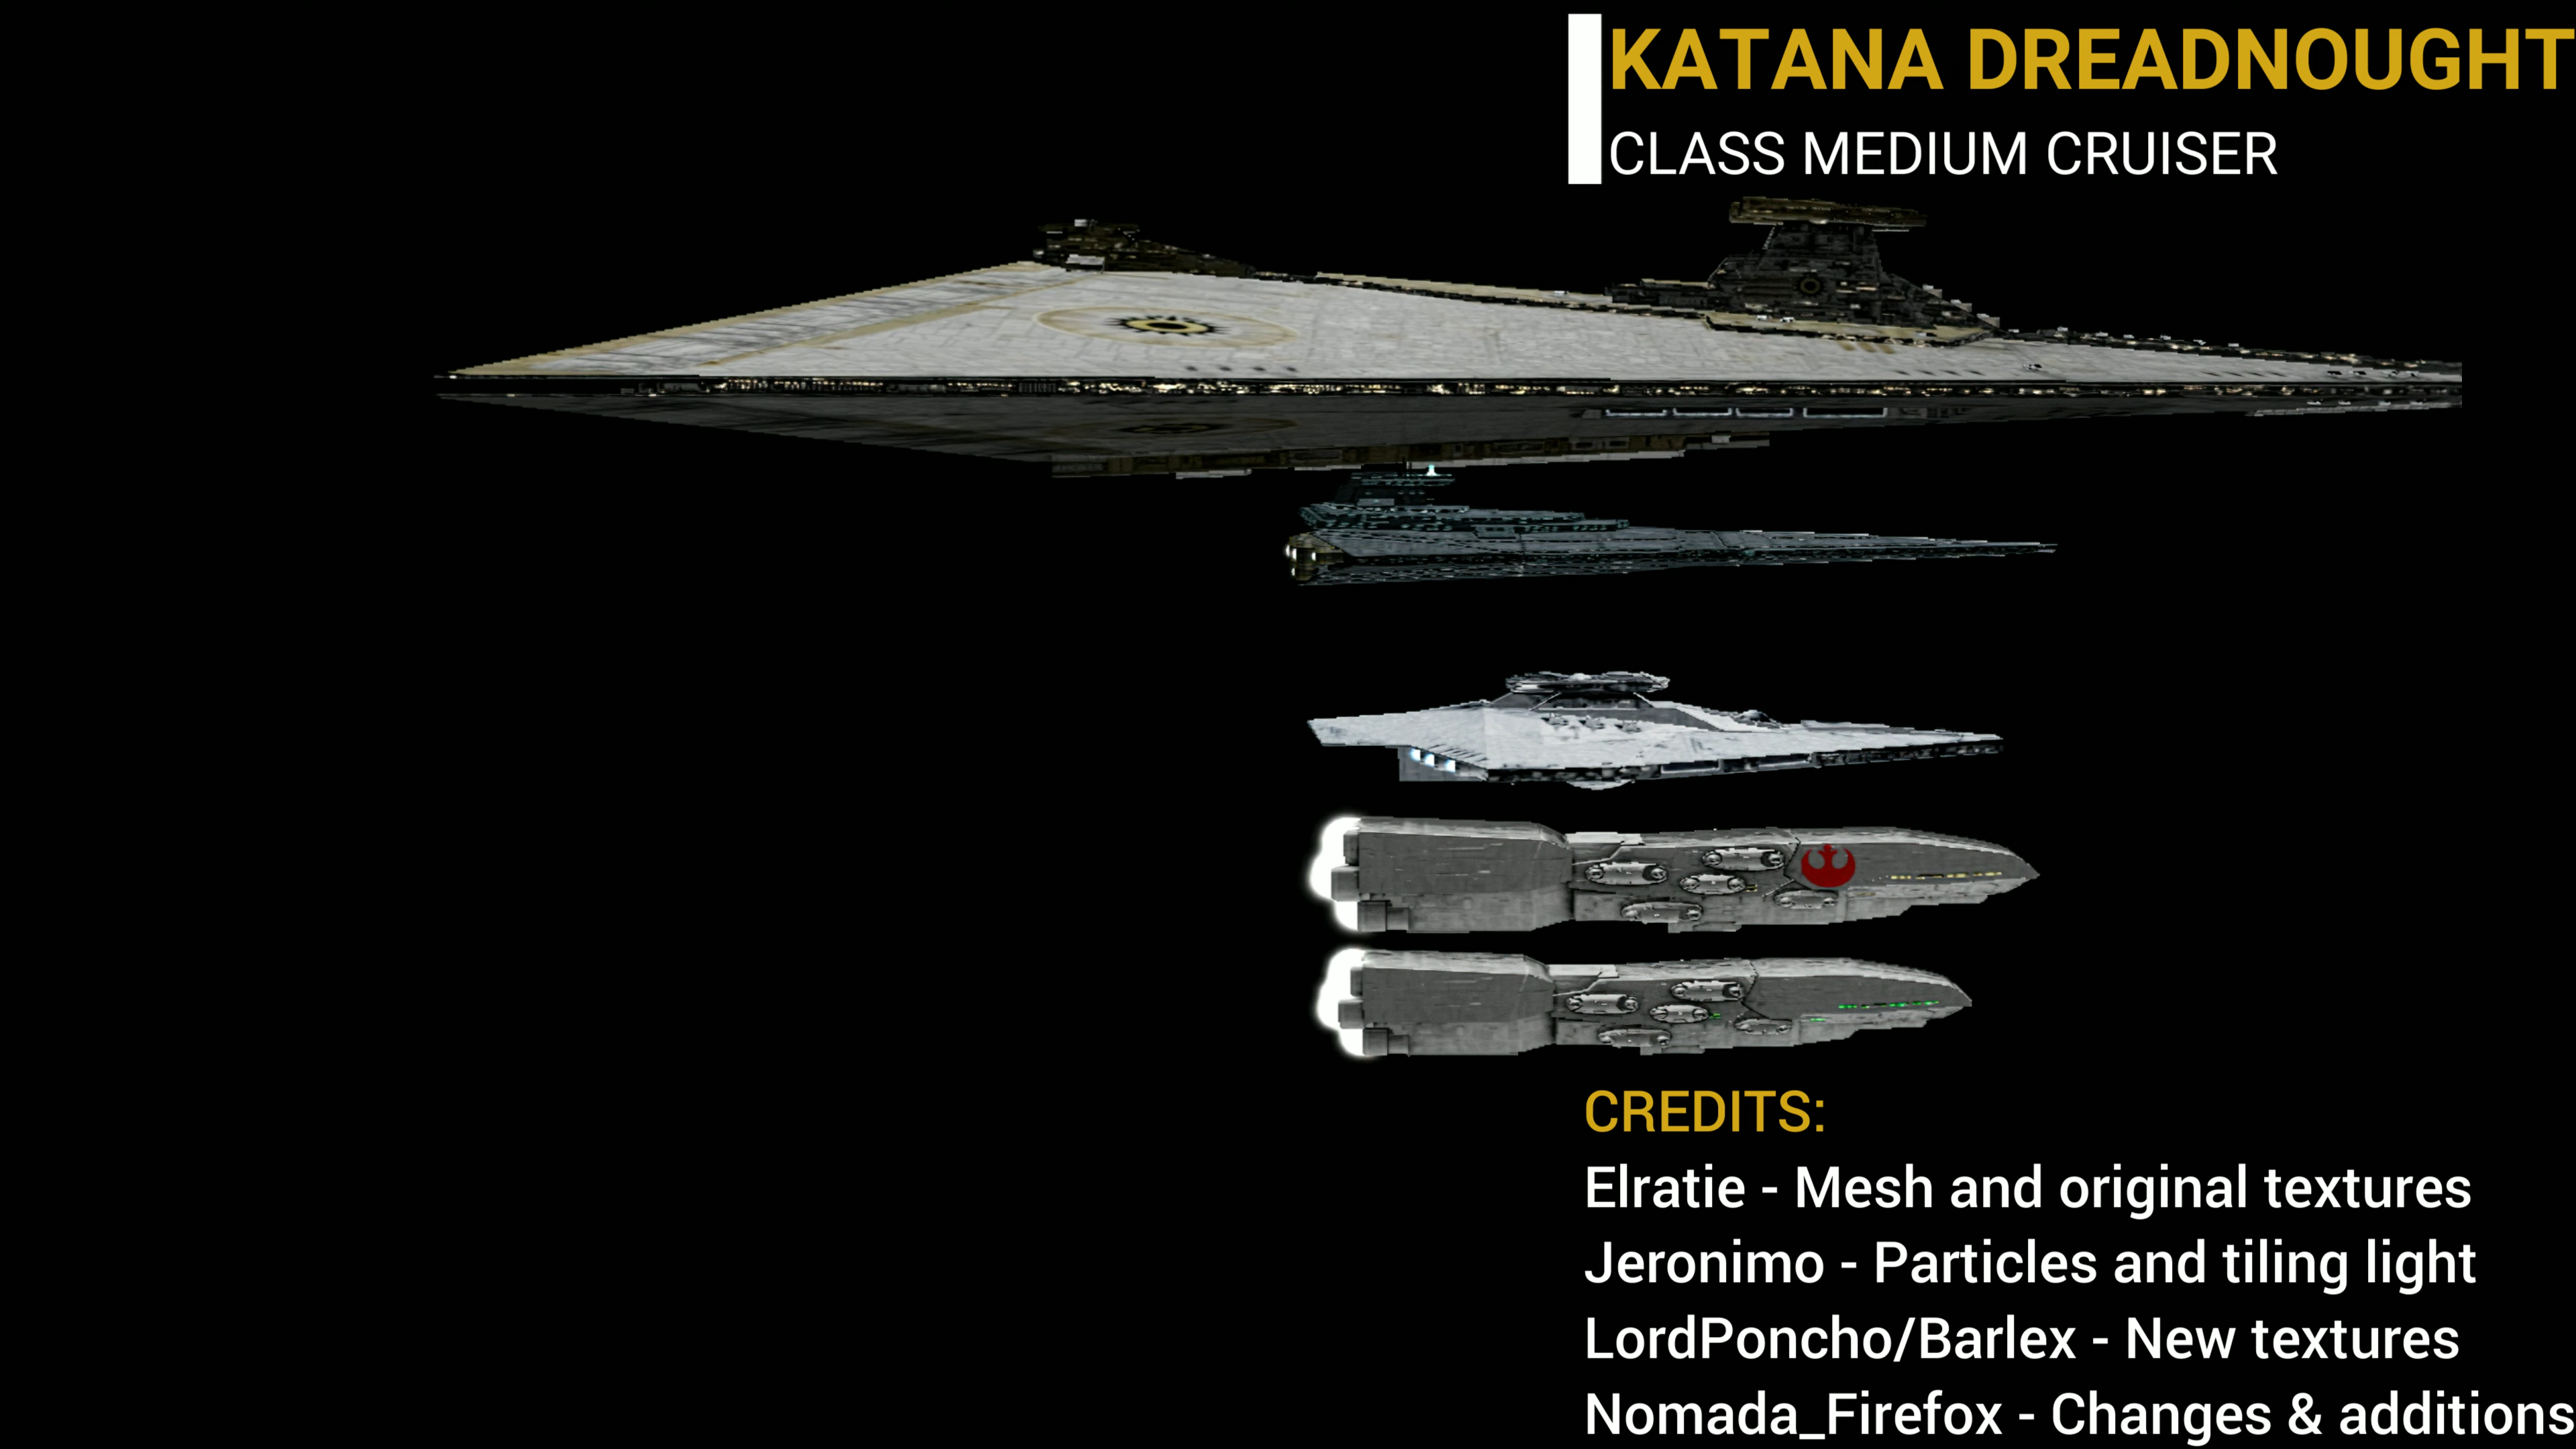 KATANA DREADNOUGHT
CLASS MEDIUM CRUISER
CREDITS:
Elratie - Mesh and original textures
Jeronimo - Particles and tiling light
LordPoncho/Barlex - New textures
Nomada_Firefox - Changes & additions